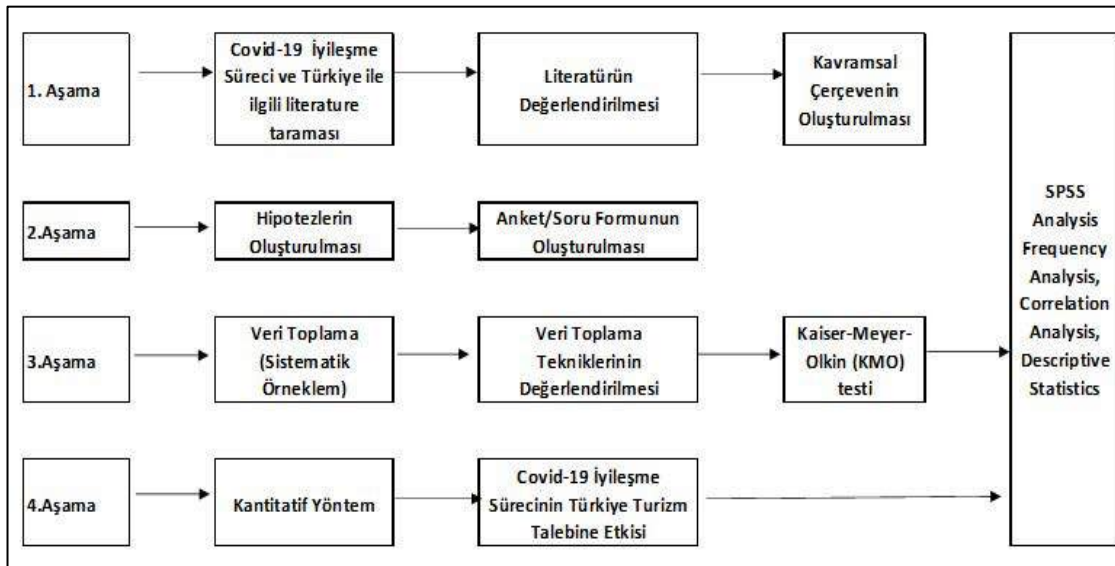 1. Aşama
Covid-19 İyileşme
Süreci ve Türkiye ile
ilgili literature
taraması
Literatürün
Değerlendirilmesi
Kavramsal
Çerçevenin
Oluşturulması
2.Aşama
Hipotezlerin
Oluşturulması
Anket/Soru Formunun
Oluşturulması
3.Aşama
Veri Toplama
(Sistematik
Örneklem)
Veri Toplama
Tekniklerinin
Değerlendirilmesi
Kaiser-Meyer-
Olkin (KMO)
testi
4.Aşama
Kantitatif Yöntem
Covid-19 İyileşme
Sürecinin Türkiye Turizm
Talebine Etkisi
SPSS
Analysis
Frequency
Analysis,
Correlation
Analysis,
Descriptive
Statistics